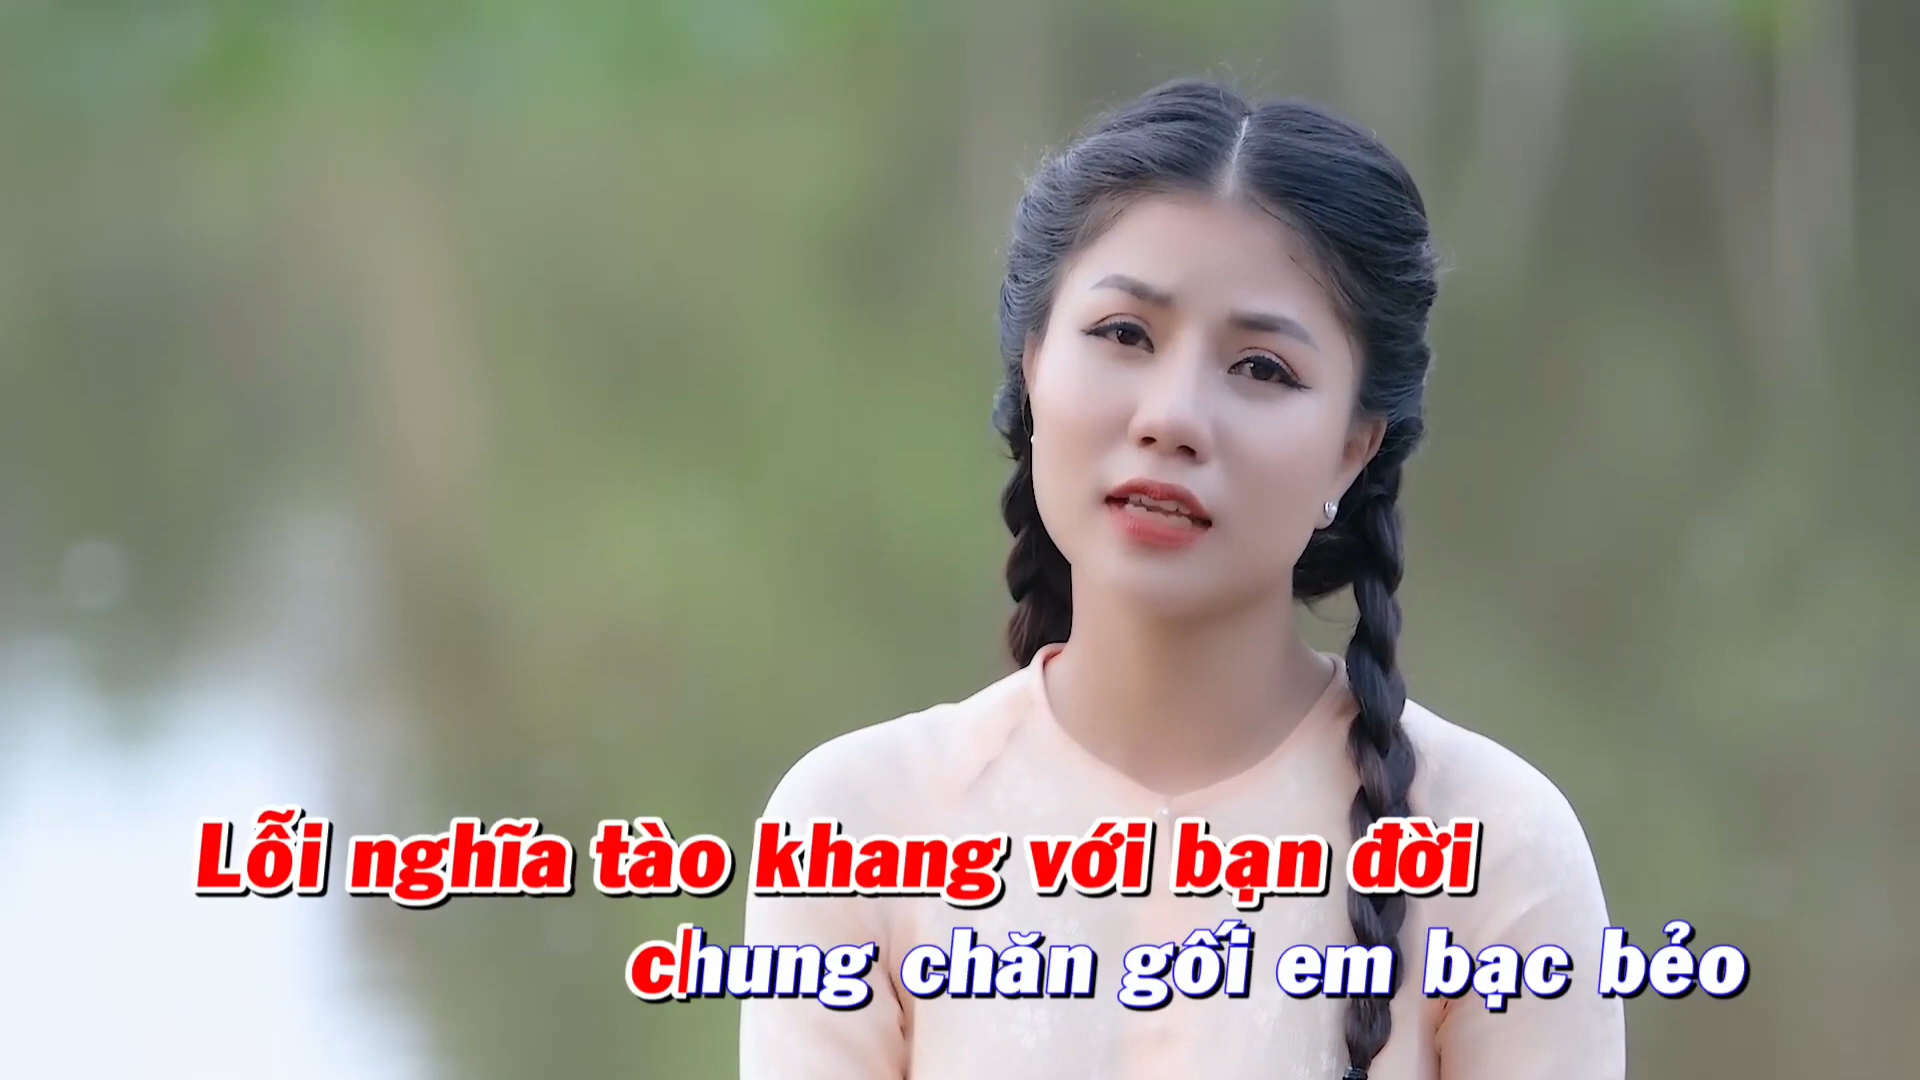 Lỗi nghĩa tào khang với bạn đời
chung chăn gối em bạc bẻo